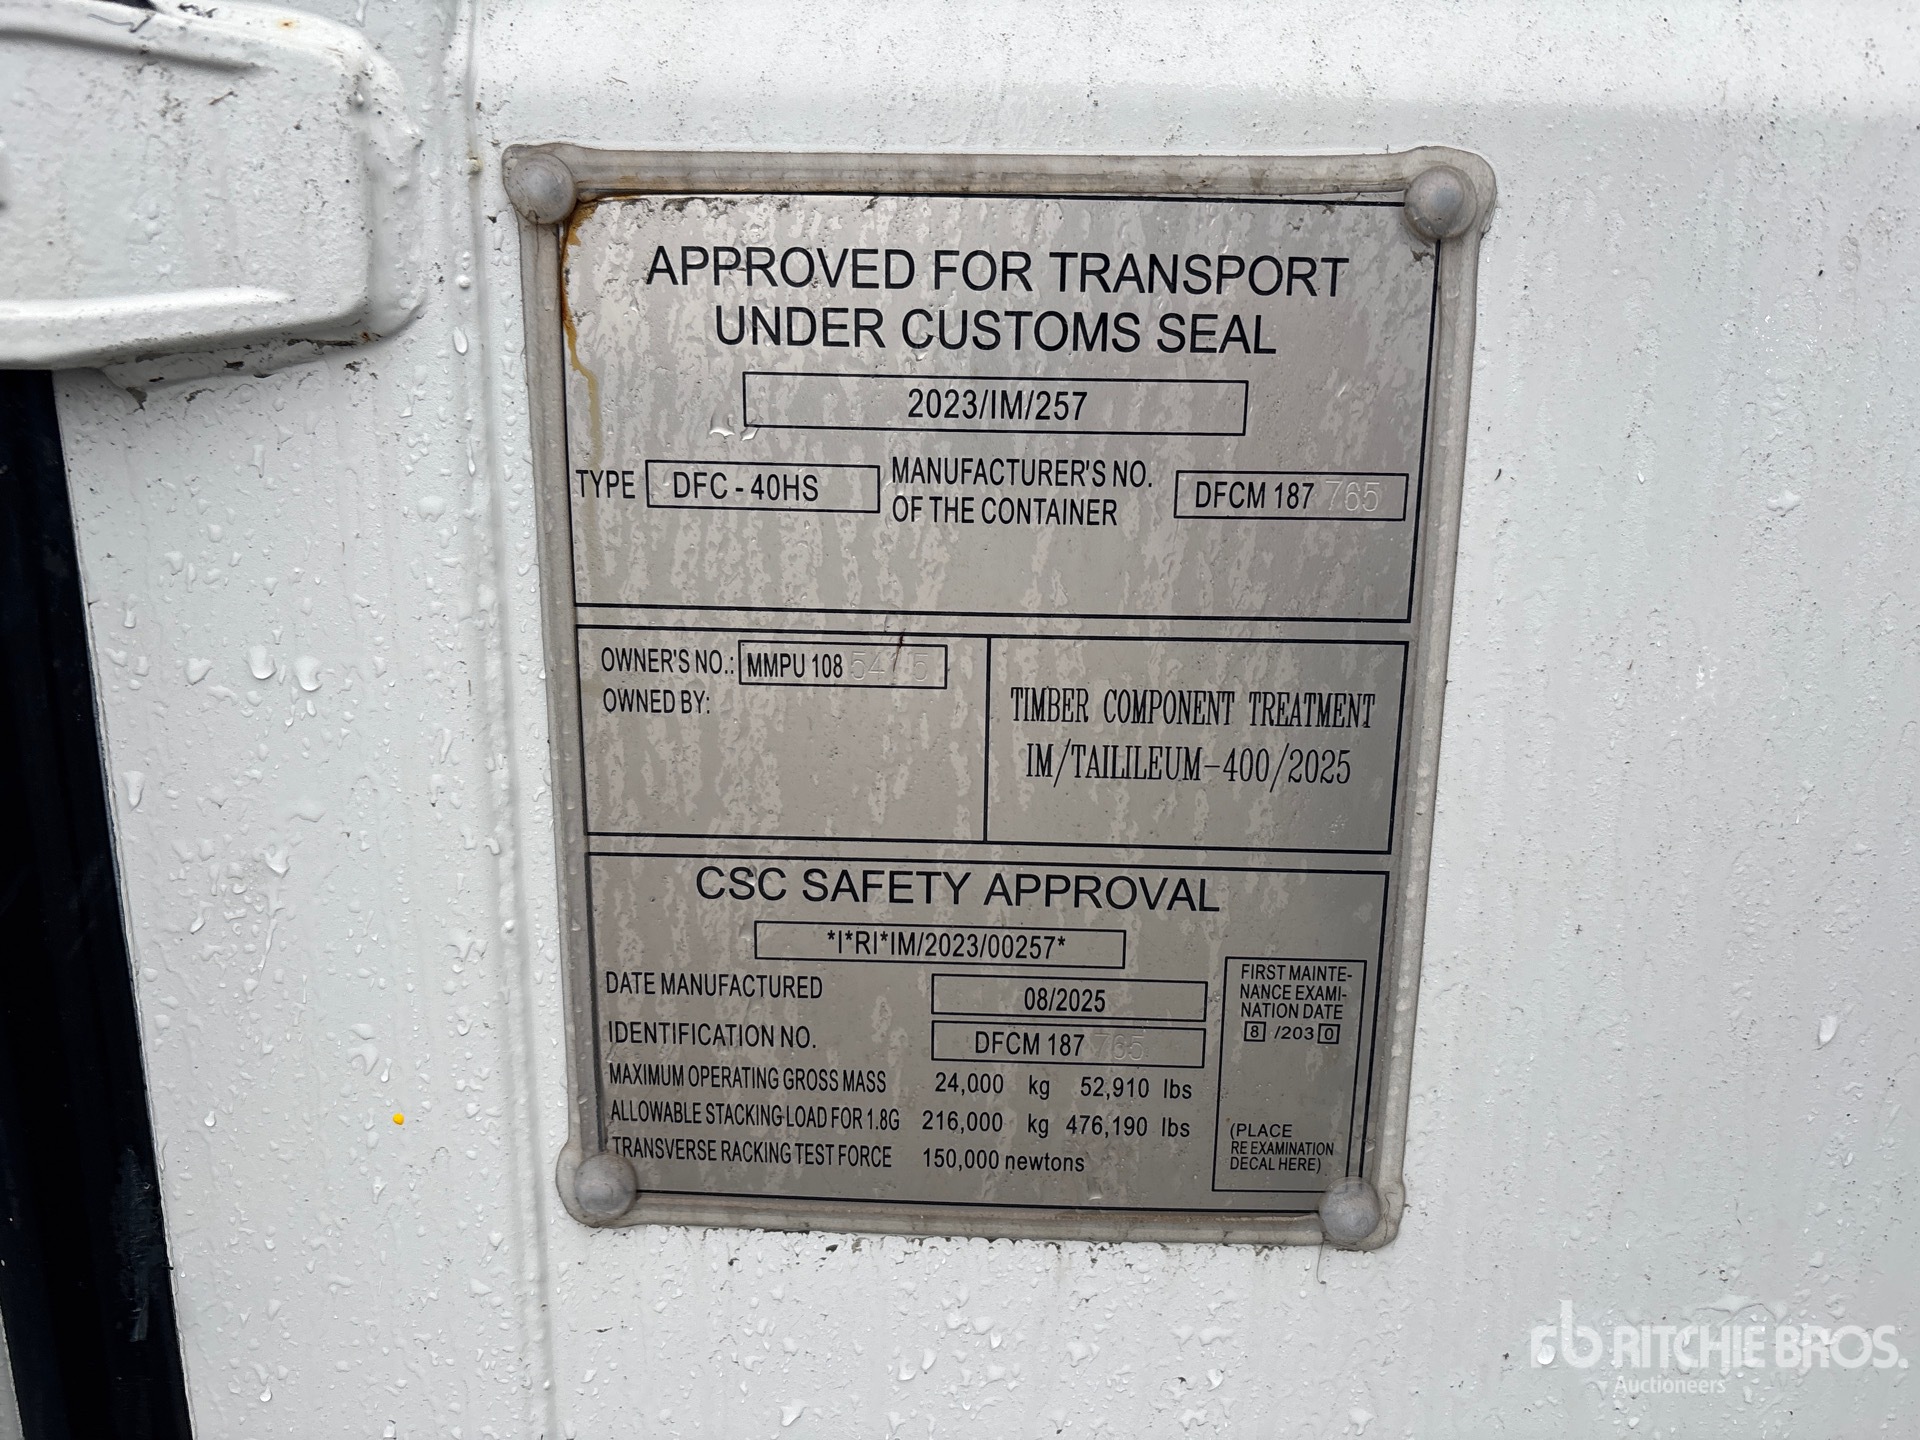 APPROVED FOR TRANSPORT
UNDER CUSTOMS SEAL
2023/IM/257
TYPE DFC - 40HS MANUFACTURER'S NO. OF THE CONTAINER DFCM 187 765
OWNER'S NO.: MMPU 108
OWNED BY:
TIMBER COMPONENT TREATMENT
IM/TAILILEUM-400/2025
CSC SAFETY APPROVAL
*I*RI*IM/2023/00257*
DATE MANUFACTURED 08/2025
IDENTIFICATION NO. DFCM 187 765
MAXIMUM OPERATING GROSS MASS 24,000 kg 52,910 lbs
ALLOWABLE STACKING LOAD FOR 1.8G 216,000 kg 476,190 lbs
TRANSVERSE RACKING TEST FORCE 150,000 newtons
FIRST MAINTE-
NANCE EXAMI-
NATION DATE
8 /2030
(PLACE
RE EXAMINATION
DECAL HERE)
rb RITCHIE BROS.
Auctioneers